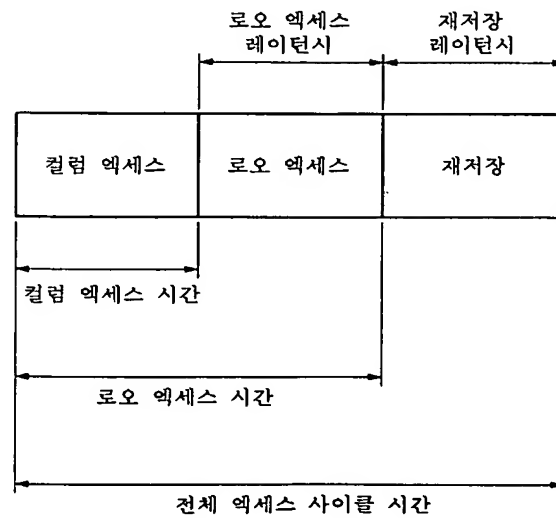 로오 엑세스
레이턴시
재저장
레이턴시
컬럼 엑세스
로오 엑세스
재저장
컬럼 엑세스 시간
로오 엑세스 시간
전체 엑세스 사이클 시간